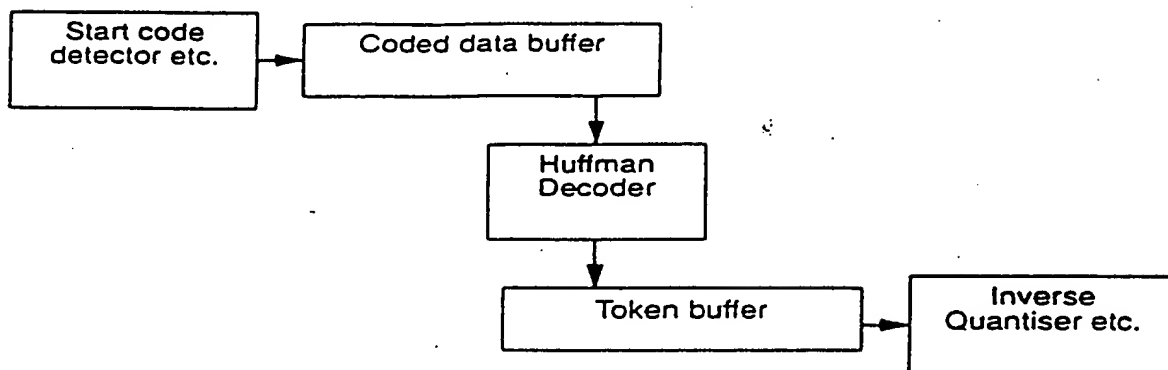 Start code
detector etc.
Coded data buffer
Huffman
Decoder
Token buffer
Inverse
Quantiser etc.